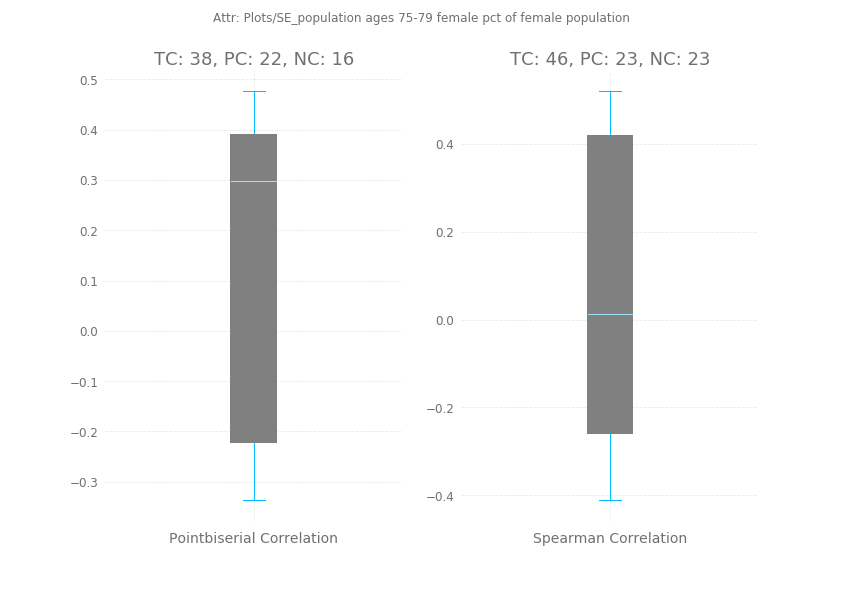 Attr: Plots/SE_population ages 75-79 female pct of female population
TC: 38, PC: 22, NC: 16
0.5
0.4
0.3
0.2
0.1
0.0
−0.1
−0.2
−0.3
Pointbiserial Correlation
TC: 46, PC: 23, NC: 23
0.4
0.2
0.0
−0.2
−0.4
Spearman Correlation